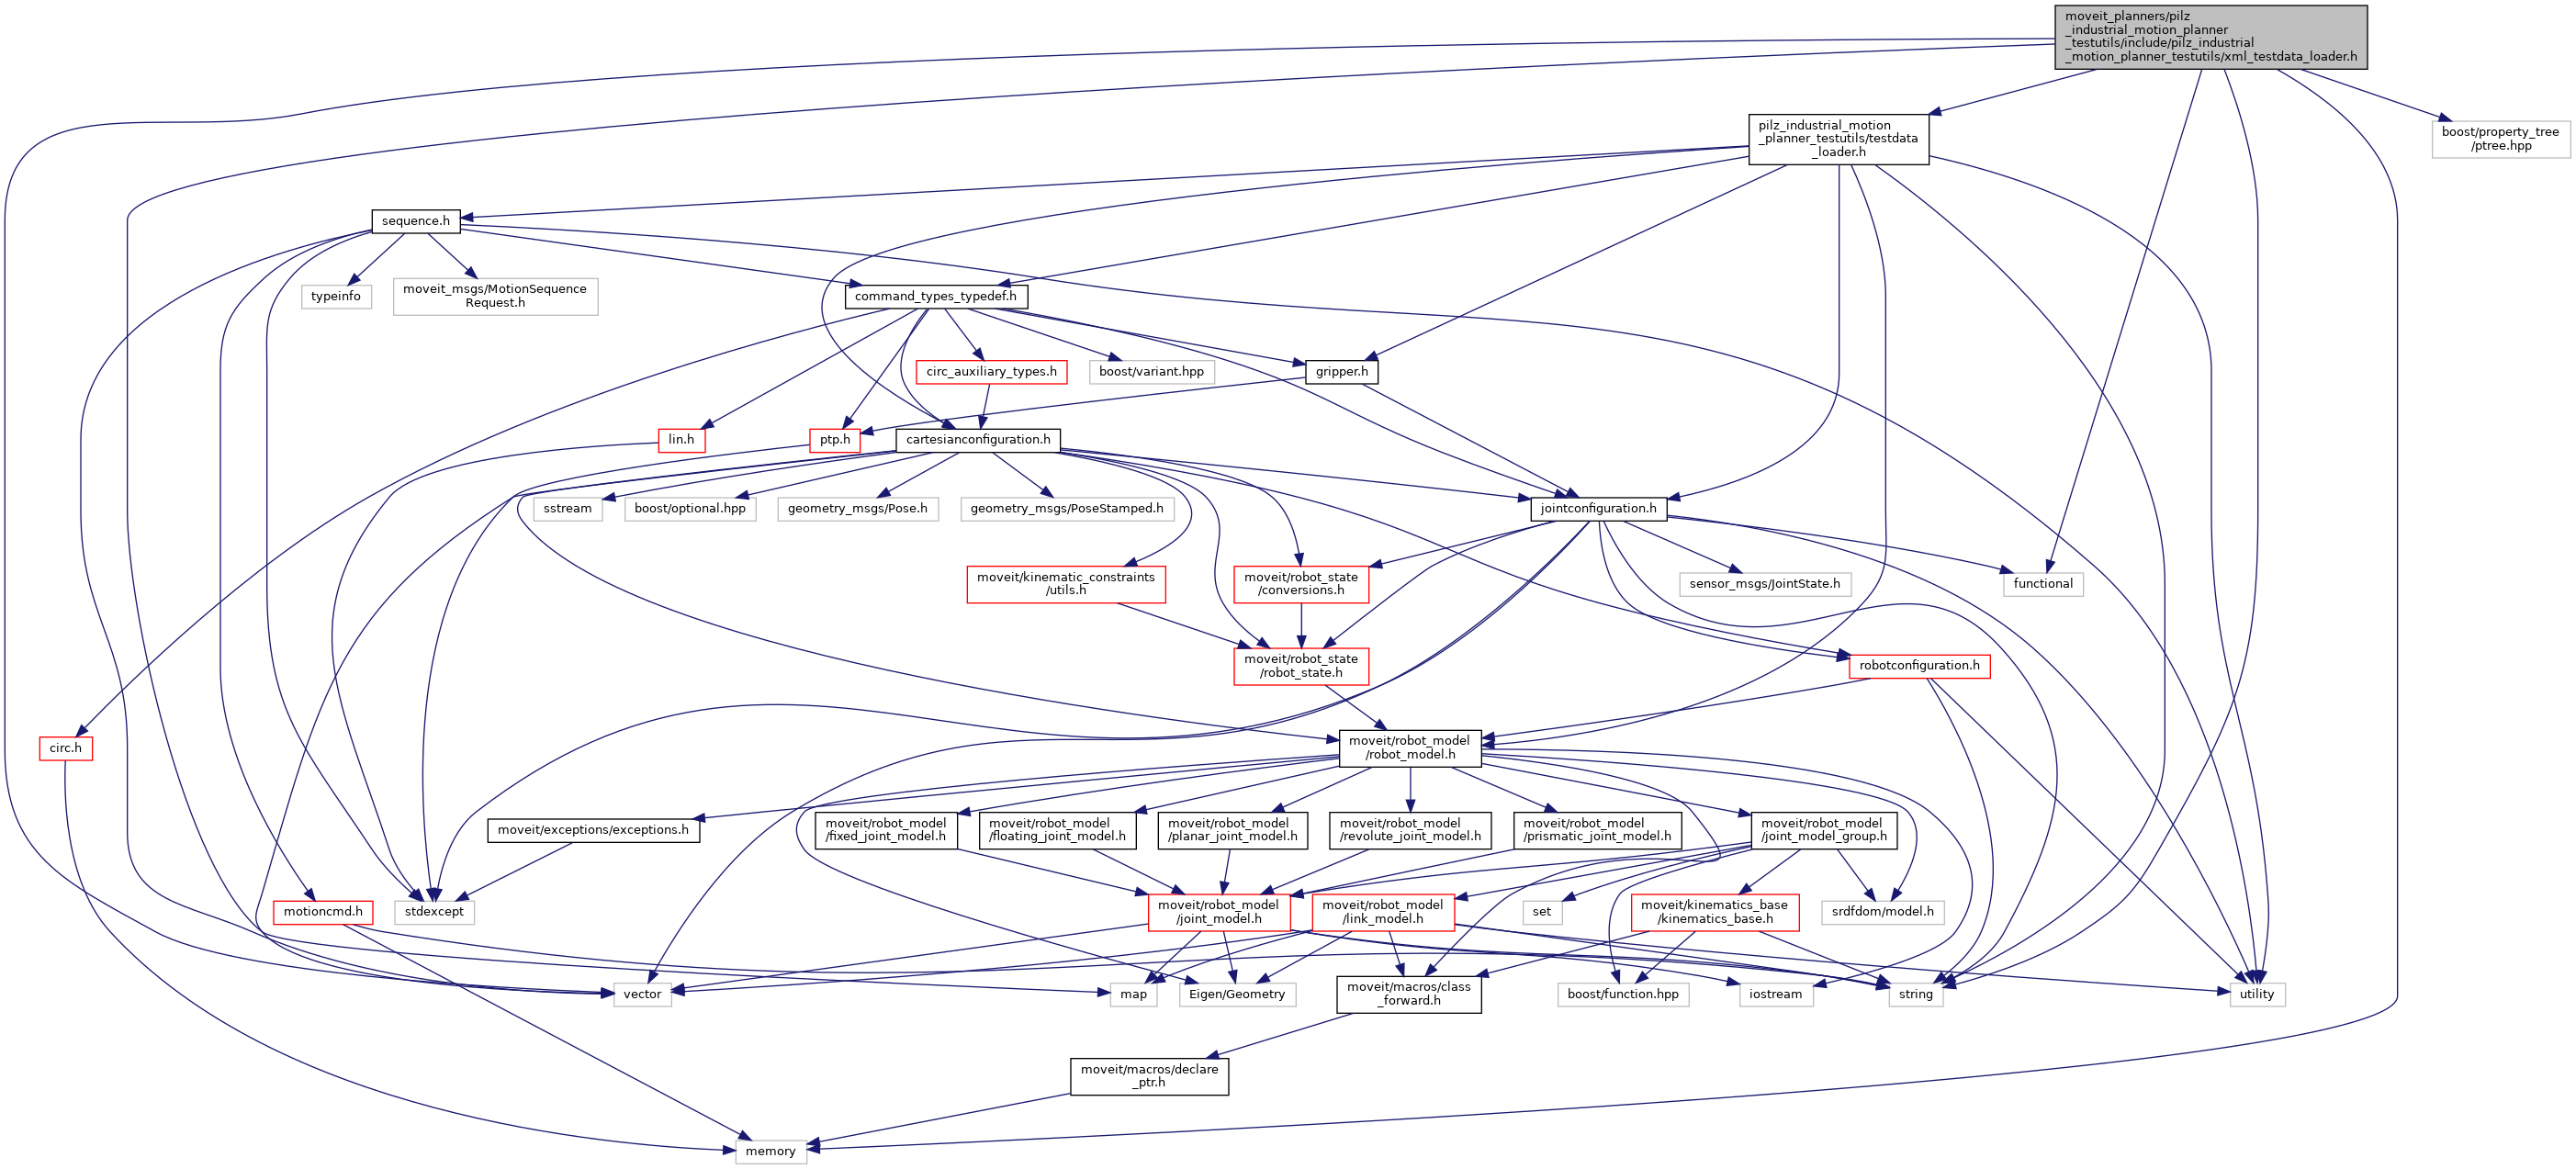 moveit_planners/pilz
_industrial_motion_planner
_testutils/include/pilz_industrial
_motion_planner_testutils/xml_testdata_loader.h
pilz_industrial_motion
_planner_testutils/testdata
_loader.h
boost/property_tree
/ptree.hpp
sequence.h
typeinfo
moveit_msgs/MotionSequence
Request.h
command_types_typedef.h
circ_auxiliary_types.h
boost/variant.hpp
gripper.h
lin.h
ptp.h
cartesianconfiguration.h
sstream
boost/optional.hpp
geometry_msgs/Pose.h
geometry_msgs/PoseStamped.h
jointconfiguration.h
moveit/kinematic_constraints
/utils.h
moveit/robot_state
/conversions.h
sensor_msgs/JointState.h
functional
moveit/robot_state
/robot_state.h
robotconfiguration.h
circ.h
moveit/robot_model
/robot_model.h
moveit/exceptions/exceptions.h
moveit/robot_model
/fixed_joint_model.h
moveit/robot_model
/floating_joint_model.h
moveit/robot_model
/planar_joint_model.h
moveit/robot_model
/revolute_joint_model.h
moveit/robot_model
/prismatic_joint_model.h
moveit/robot_model
/joint_model_group.h
motioncmd.h
stdexcept
moveit/robot_model
/joint_model.h
moveit/robot_model
/link_model.h
set
moveit/kinematics_base
/kinematics_base.h
srdfdom/model.h
vector
map
Eigen/Geometry
moveit/macros/class
_forward.h
boost/function.hpp
iostream
string
utility
moveit/macros/declare
_ptr.h
memory